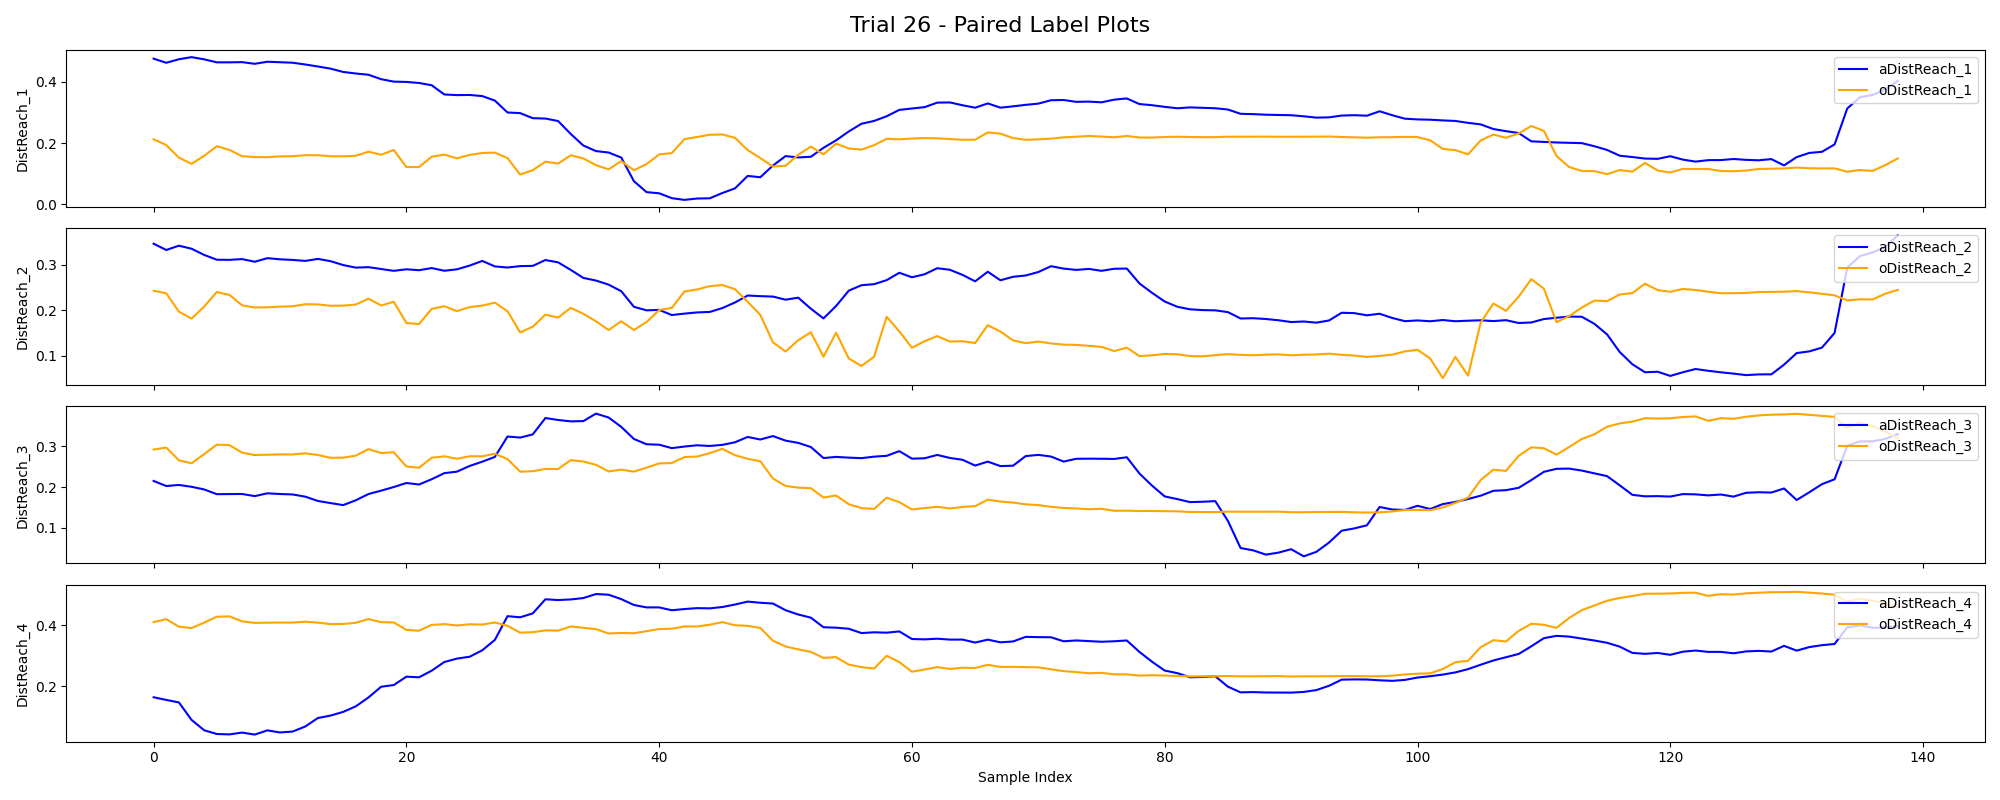 Trial 26 - Paired Label Plots
DistReach_1
0.4
0.2
0.0
aDistReach_1
oDistReach_1
DistReach_2
0.3
0.2
0.1
aDistReach_2
oDistReach_2
DistReach_3
0.3
0.2
0.1
aDistReach_3
oDistReach_3
DistReach_4
0.4
0.2
aDistReach_4
oDistReach_4
0 20 40 60 80 100 120 140
Sample Index